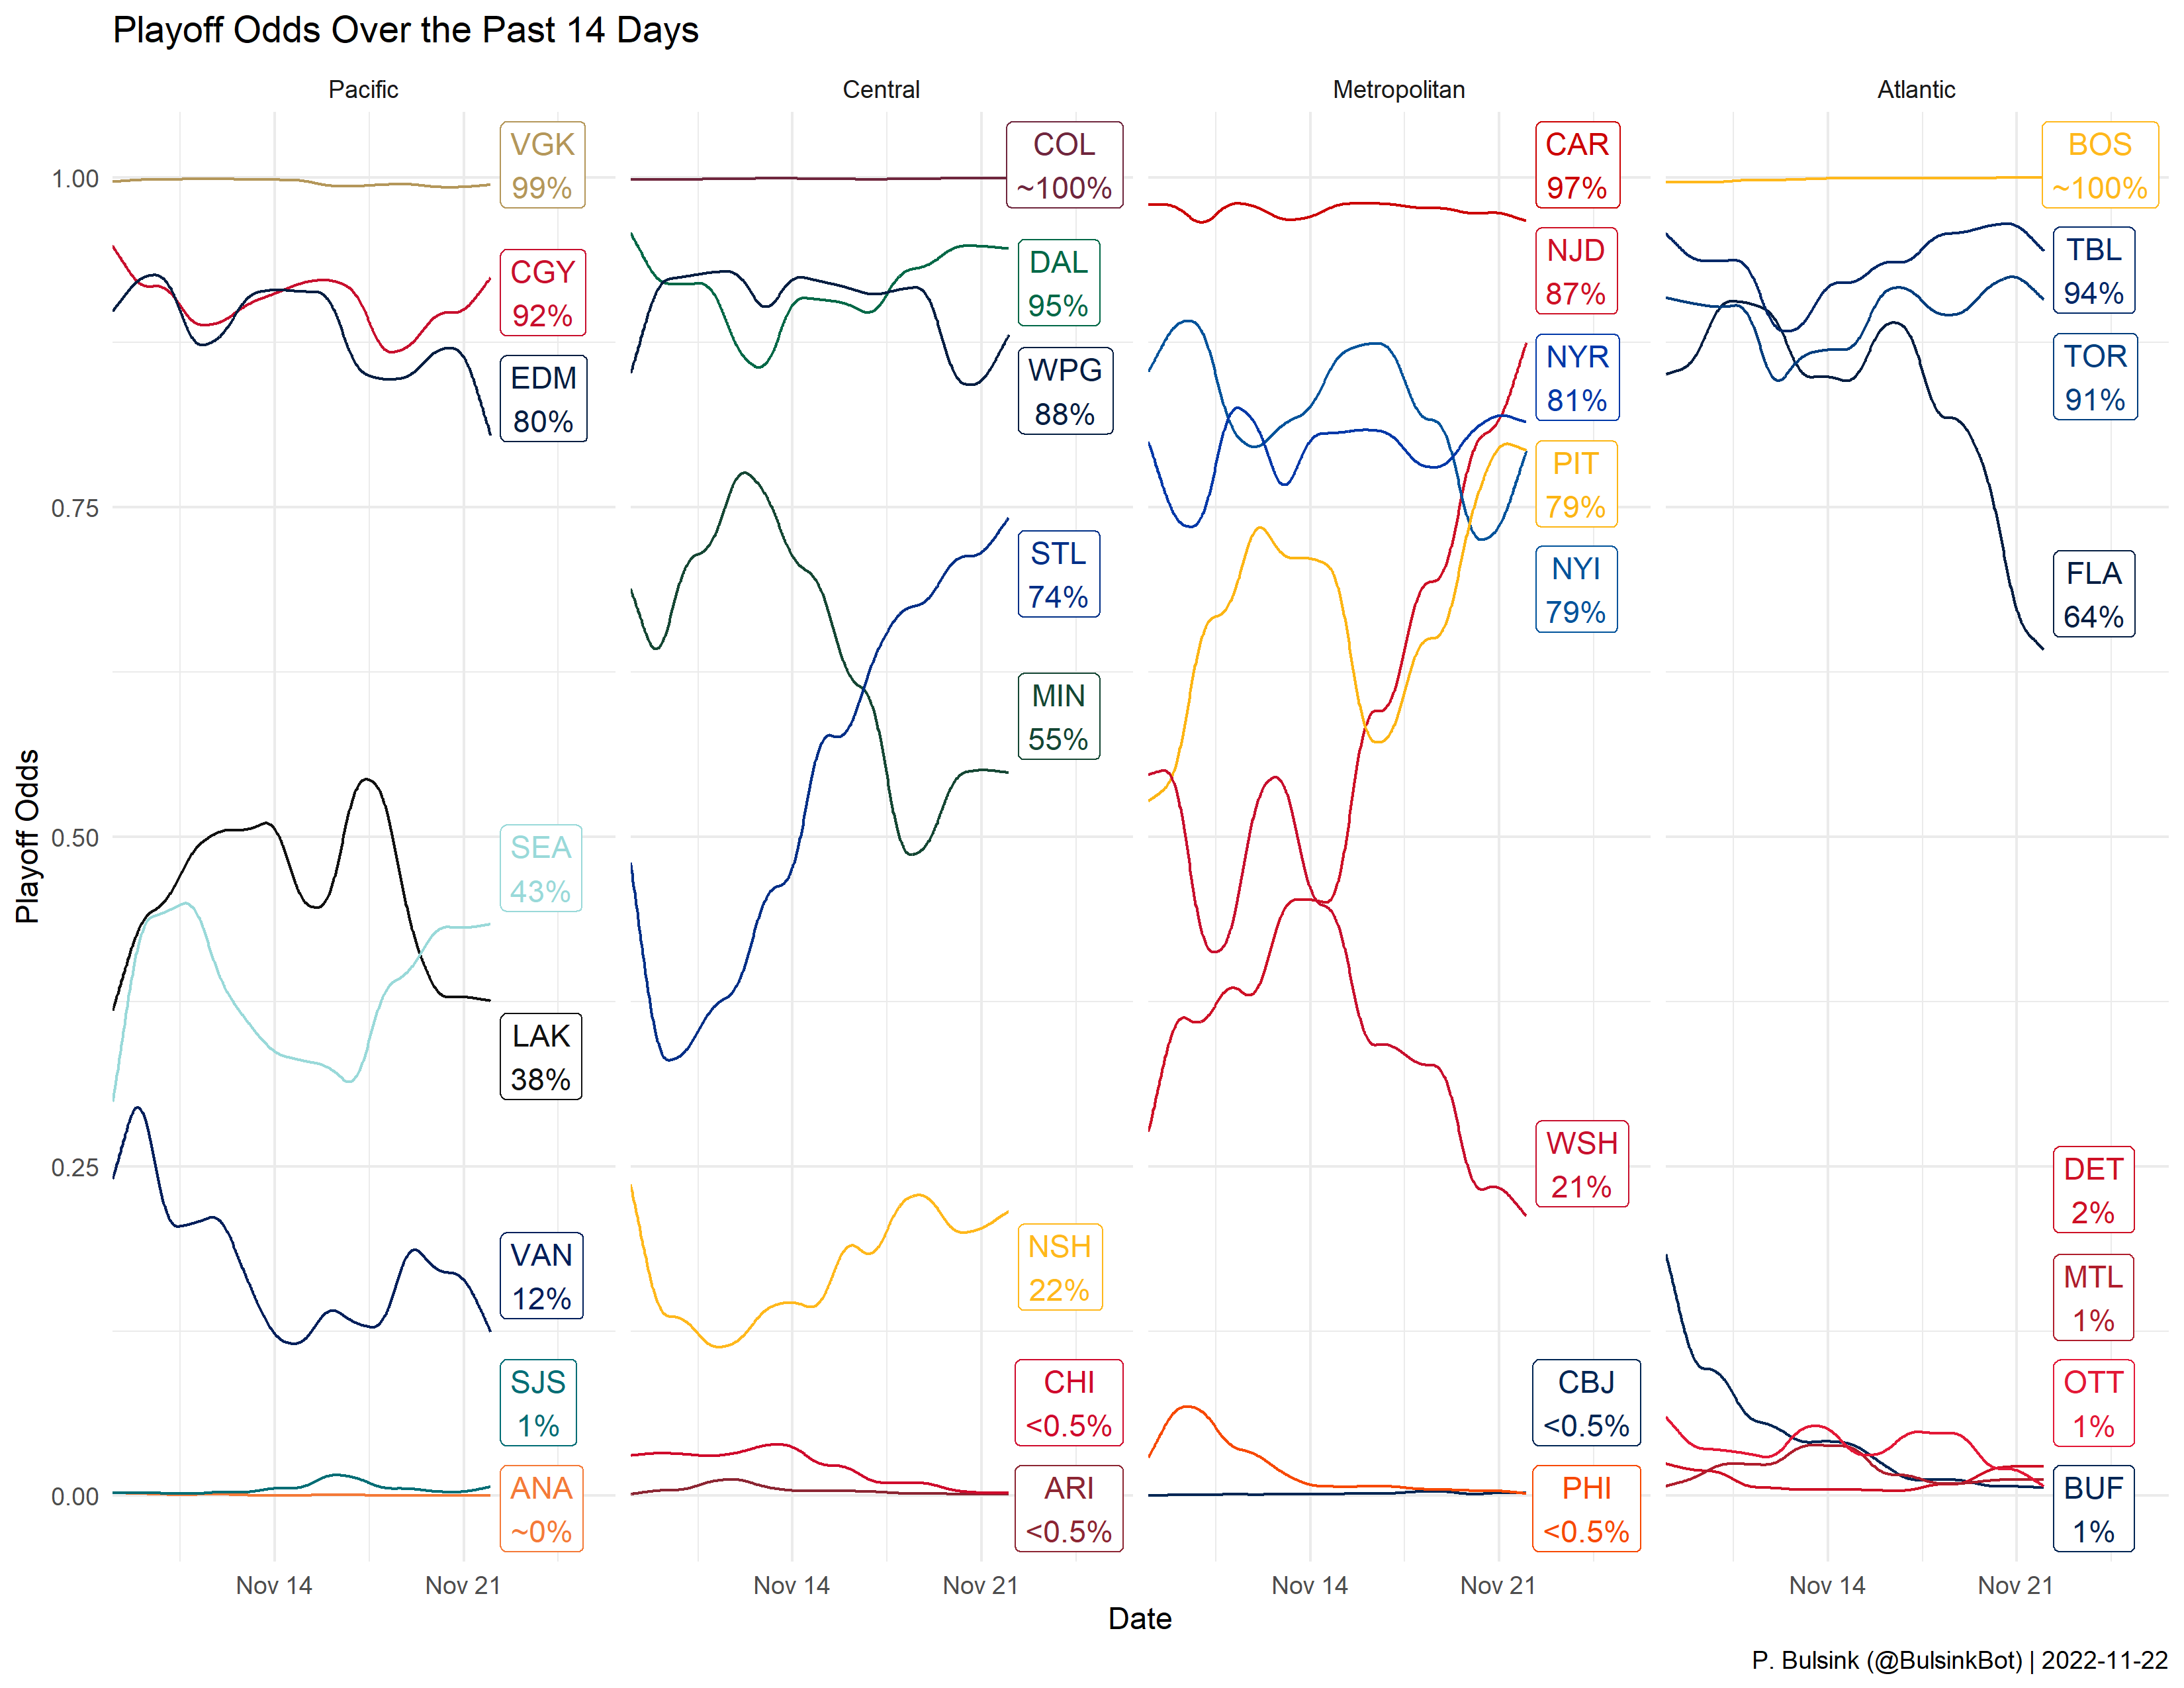 Playoff Odds Over the Past 14 Days
Pacific
Central
Metropolitan
Atlantic
Playoff Odds
1.00
0.75
0.50
0.25
0.00
VGK
99%
CGY
92%
EDM
80%
SEA
43%
LAK
38%
VAN
12%
SJS
1%
ANA
~0%
COL
~100%
DAL
95%
WPG
88%
STL
74%
MIN
55%
NSH
22%
CHI
<0.5%
ARI
<0.5%
CAR
97%
NJD
87%
NYR
81%
PIT
79%
NYI
79%
WSH
21%
CBJ
<0.5%
PHI
<0.5%
BOS
~100%
TBL
94%
TOR
91%
FLA
64%
DET
2%
MTL
1%
OTT
1%
BUF
1%
Nov 14
Nov 21
Nov 14
Nov 21
Nov 14
Nov 21
Nov 14
Nov 21
Date
P. Bulsink (@BulsinkBot) | 2022-11-22